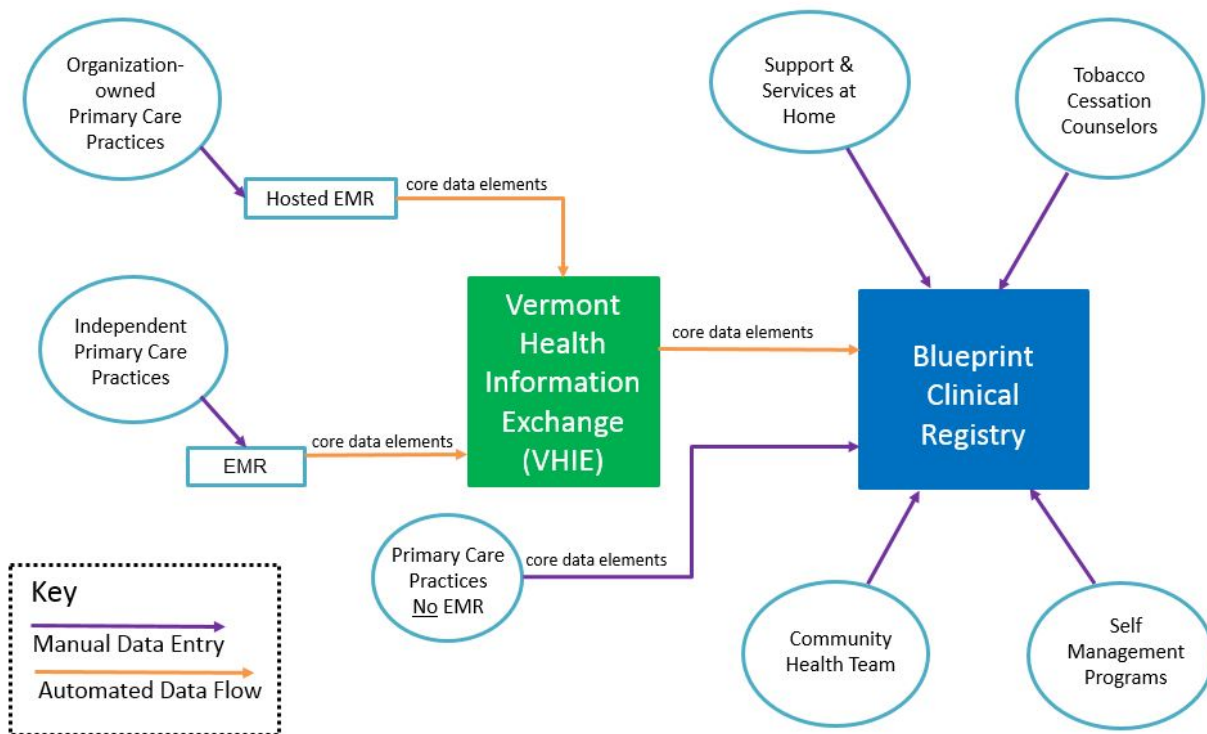 Organization-
owned
Primary Care
Practices
Support &
Services at
Home
Tobacco
Cessation
Counselors
Hosted EMR
core data elements
Independent
Primary Care
Practices
EMR
core data elements
Vermont
Health
Information
Exchange
(VHIE)
core data elements
Blueprint
Clinical
Registry
Primary Care
Practices
No EMR
core data elements
Community
Health Team
Self
Management
Programs
Key
Manual Data Entry
Automated Data Flow